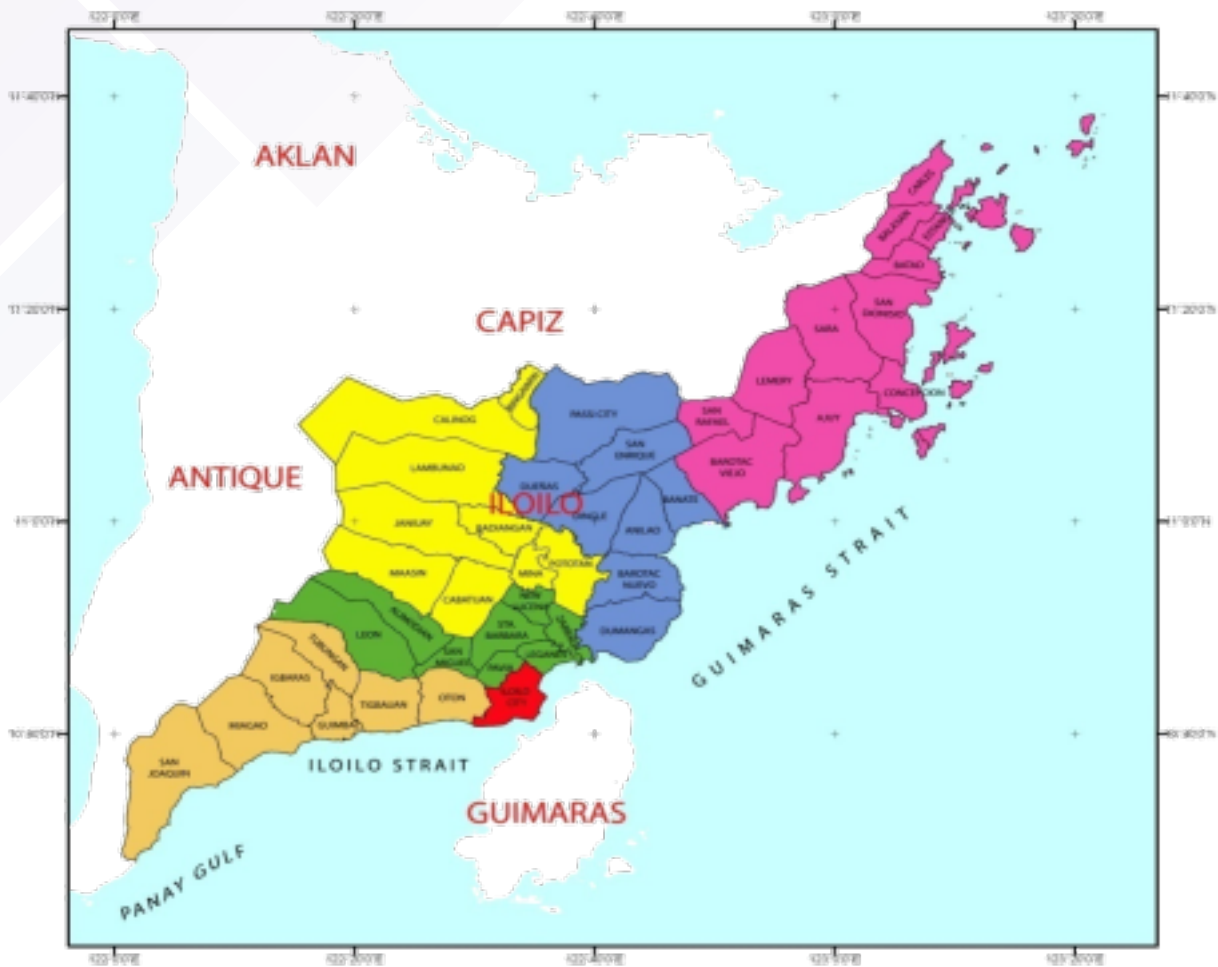 AKLAN
CAPIZ
ANTIQUE
ILOILO
GUIMARAS
CARLES
BALASAN
ESTANCIA
BATAD
SAN
DIONISIO
SARA
LEMERY
CONCEPCION
AJUY
SAN
RAFAEL
BAROTAC
VIEJO
PASSI CITY
SAN
ENRIQUE
DUEÑAS
DINGLE
BANATE
ANILAO
BAROTAC
NUEVO
DUMANGAS
CALINOG
LAMBUNAO
JANIUAY
BADIANGAN
MAASIN
MINA
POTOTAN
CABATUAN
NEW
LUCENA
STA
BARBARA
LEON
ALIMODIAN
SAN
MIGUEL
PAVIA
LEGANES
ILOILO
CITY
TUBUNGAN
IGBARAS
MIAGAO
GUIMBAL
TIGBAUAN
OTON
SAN
JOAQUIN
ILOILO STRAIT
GUIMARAS STRAIT
PANAY GULF